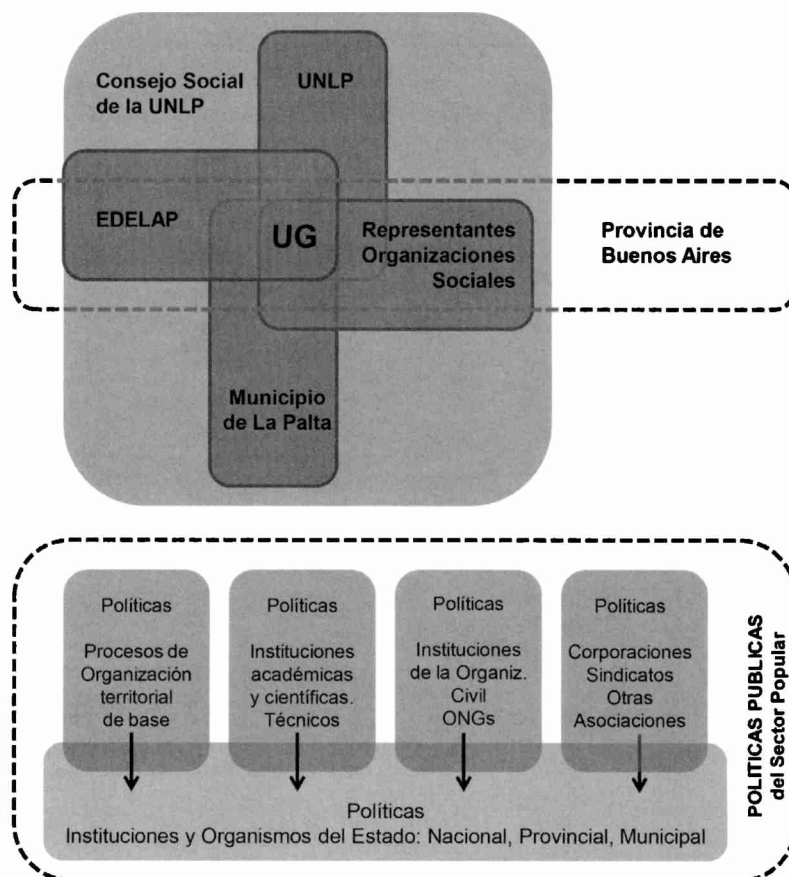 Consejo Social
de la UNLP
UNLP
EDELAP
UG
Representantes
Organizaciones
Sociales
Provincia de
Buenos Aires
Municipio
de La Palta
Políticas
Procesos de
Organización
territorial
de base
Políticas
Instituciones
académicas
y científicas.
Técnicos
Políticas
Instituciones
de la Organiz.
Civil
ONGs
Políticas
Corporaciones
Sindicatos
Otras
Asociaciones
POLITICAS PUBLICAS
del Sector Popular
Políticas
Instituciones y Organismos del Estado: Nacional, Provincial, Municipal